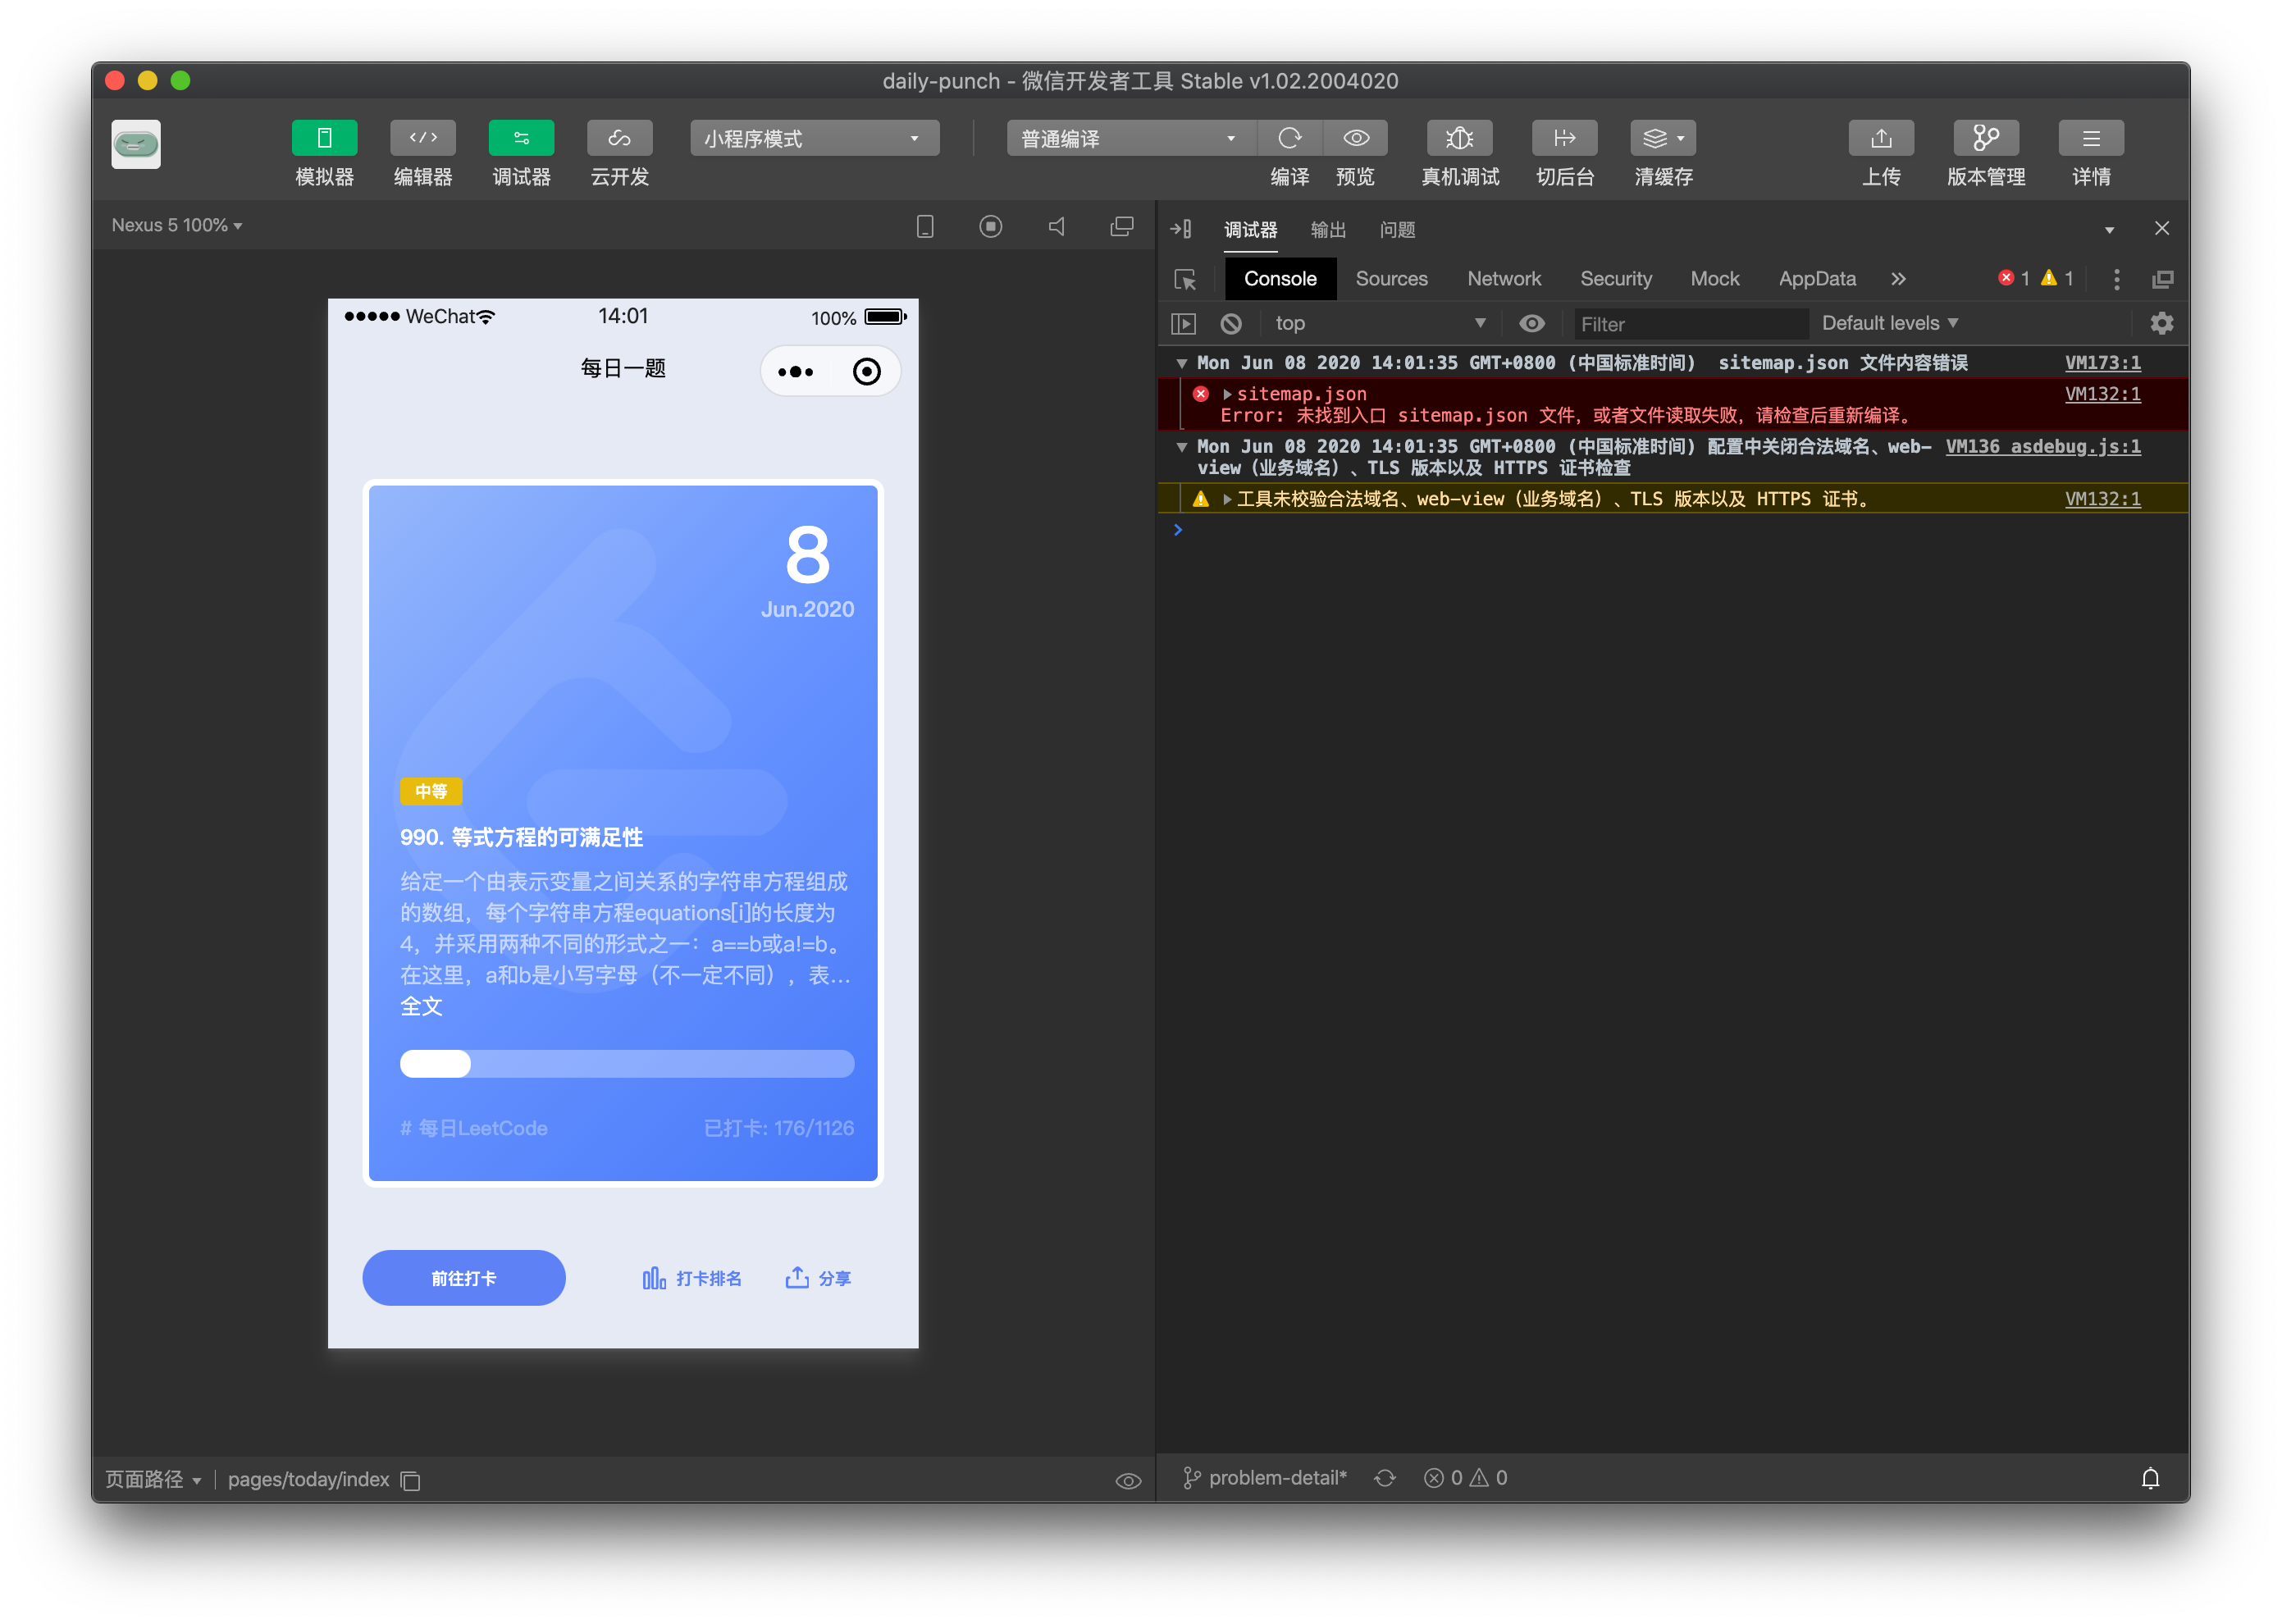 daily-punch - 微信开发者工具 Stable v1.02.2004020
模拟器 编辑器 调试器 云开发 小程序模式 普通编译 编译 预览 真机调试 切后台 清缓存 上传 版本管理 详情
Nexus 5 100%
WeChat 14:01 100%
每日一题
8
Jun.2020
中等
990. 等式方程的可满足性
给定一个由表示变量之间关系的字符串方程组成
的数组，每个字符串方程equations[i]的长度为
4，并采用两种不同的形式之一：a==b或a!=b。
在这里，a和b是小写字母（不一定不同），表...
全文
# 每日LeetCode 已打卡: 176/1126
前往打卡 打卡排名 分享
页面路径 pages/today/index
调试器 输出 问题
Console Sources Network Security Mock AppData 1 1
top Filter Default levels
Mon Jun 08 2020 14:01:35 GMT+0800 (中国标准时间) sitemap.json 文件内容错误 VM173:1
sitemap.json VM132:1
Error: 未找到入口 sitemap.json 文件，或者文件读取失败，请检查后重新编译。
Mon Jun 08 2020 14:01:35 GMT+0800 (中国标准时间) 配置中关闭合法域名、web- VM136 asdebug.js:1
view（业务域名）、TLS 版本以及 HTTPS 证书检查
工具未校验合法域名、web-view（业务域名）、TLS 版本以及 HTTPS 证书。 VM132:1
problem-detail* 0 0